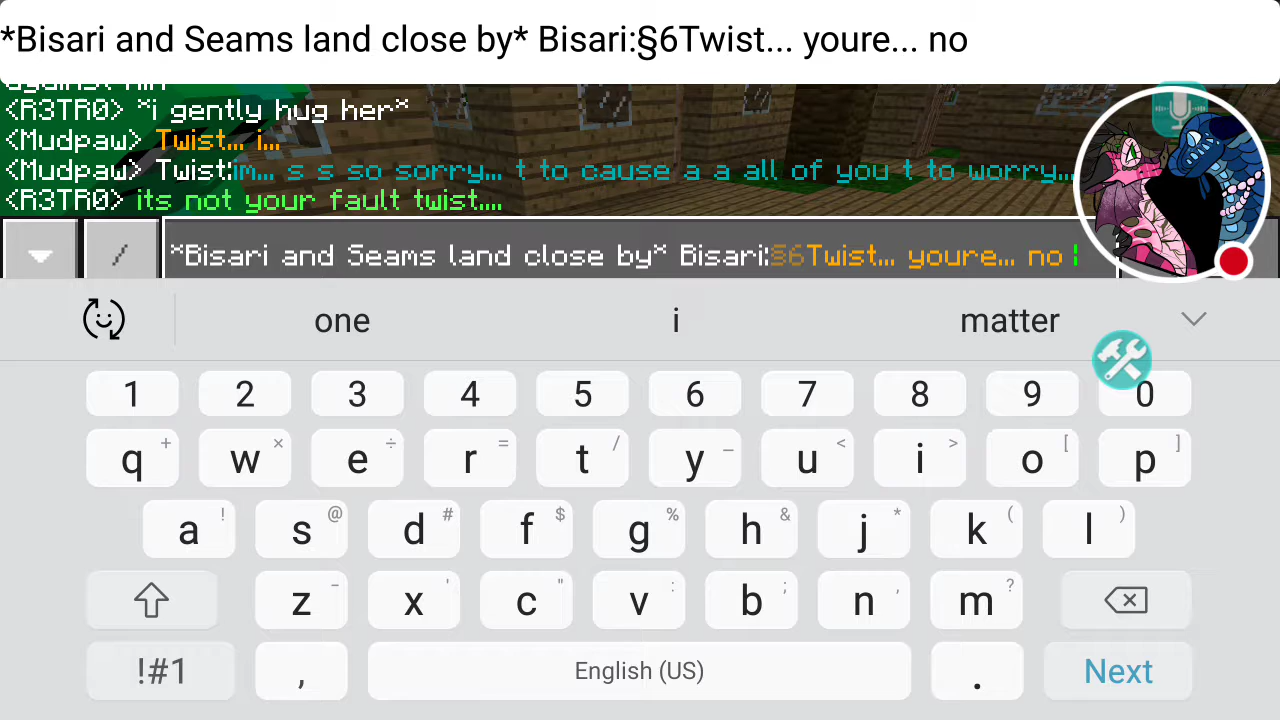 *Bisari and Seams land close by* Bisari:§6Twist... youre... no
against him
<R3TR0> *i gently hug her*
<Mudpaw> Twist... i...
<Mudpaw> Twist:im... s s so sorry... t to cause a a all of you t to worry...
<R3TR0> its not your fault twist....
/ *Bisari and Seams land close by* Bisari:§6Twist... youre... no
one i matter
1 2 3 4 5 6 7 8 9 0
q + w × e ÷ r = t / y _ u < i > o [ p ]
a ! s @ d # f $ g % h & j * k ( l )
z - x ' c " v : b ; n , m ?
!#1 , English (US) . Next